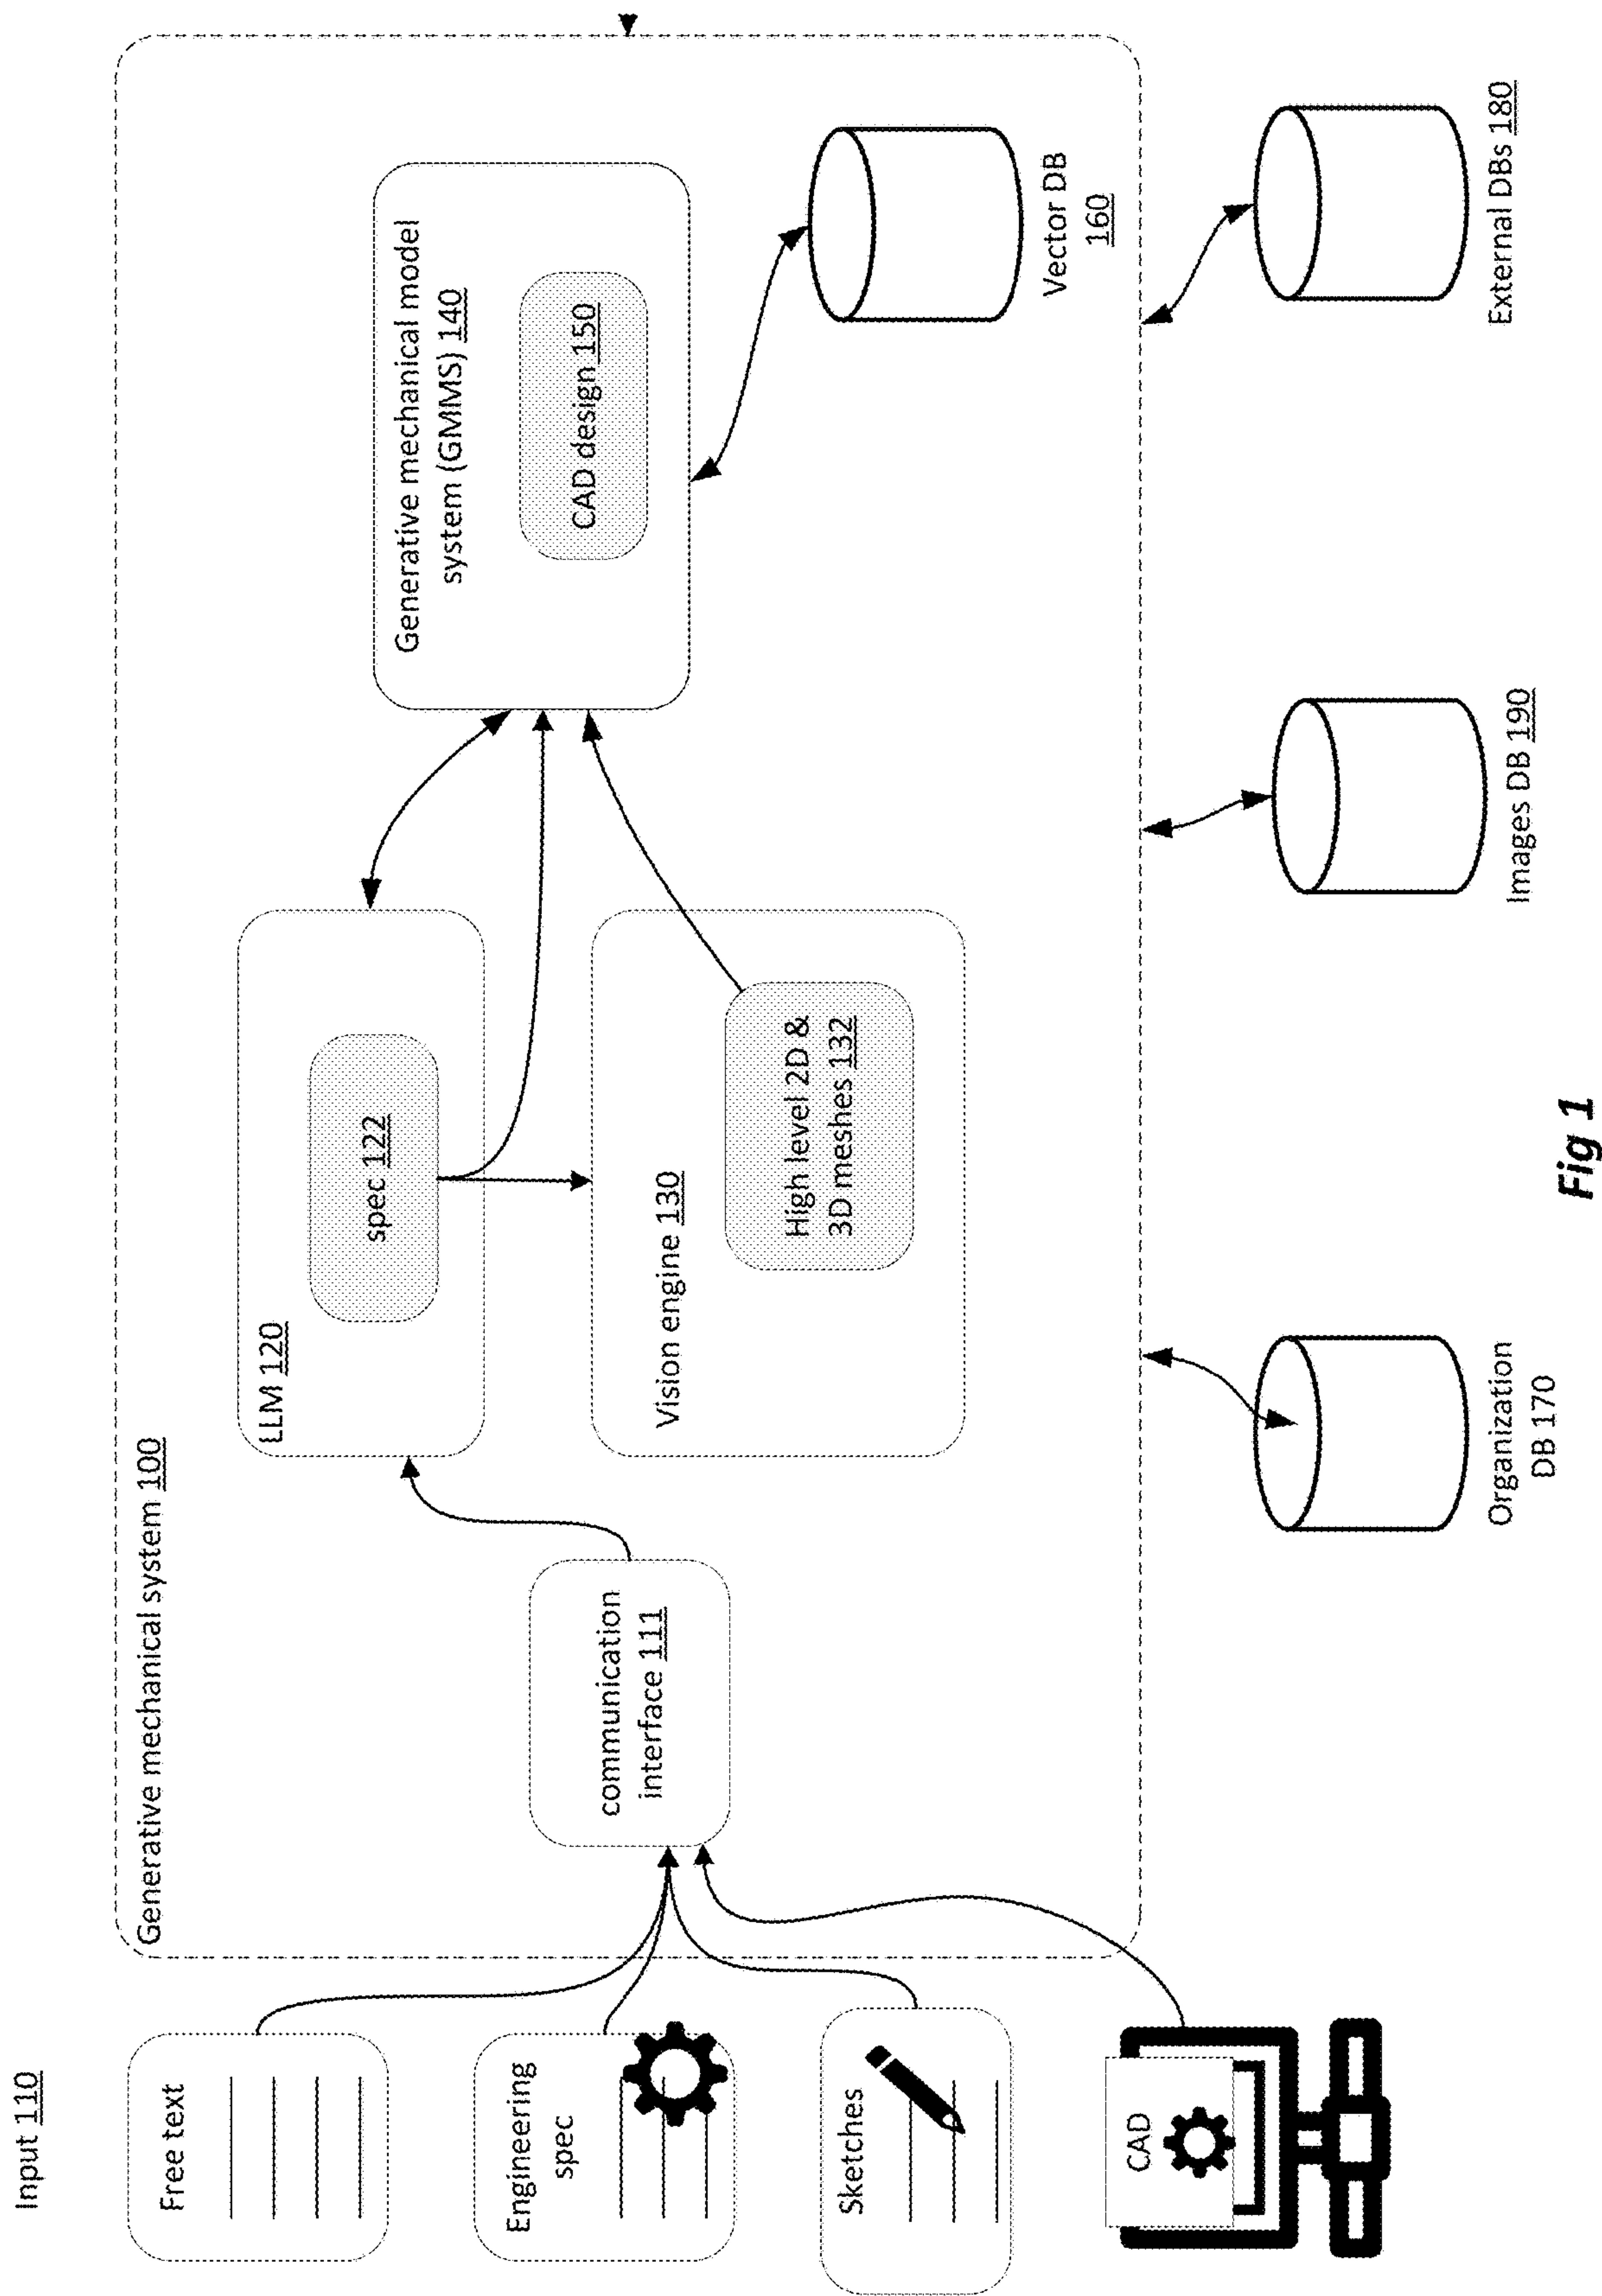 Input 110
Free text
Engineering
spec
Sketches
CAD
Generative mechanical system 100
communication
interface 111
LLM 120
spec 122
Vision engine 130
High level 2D &
3D meshes 132
Generative mechanical model
system (GMMS) 140
CAD design 150
Vector DB
160
Organization
DB 170
Images DB 190
External DBs 180
Fig 1